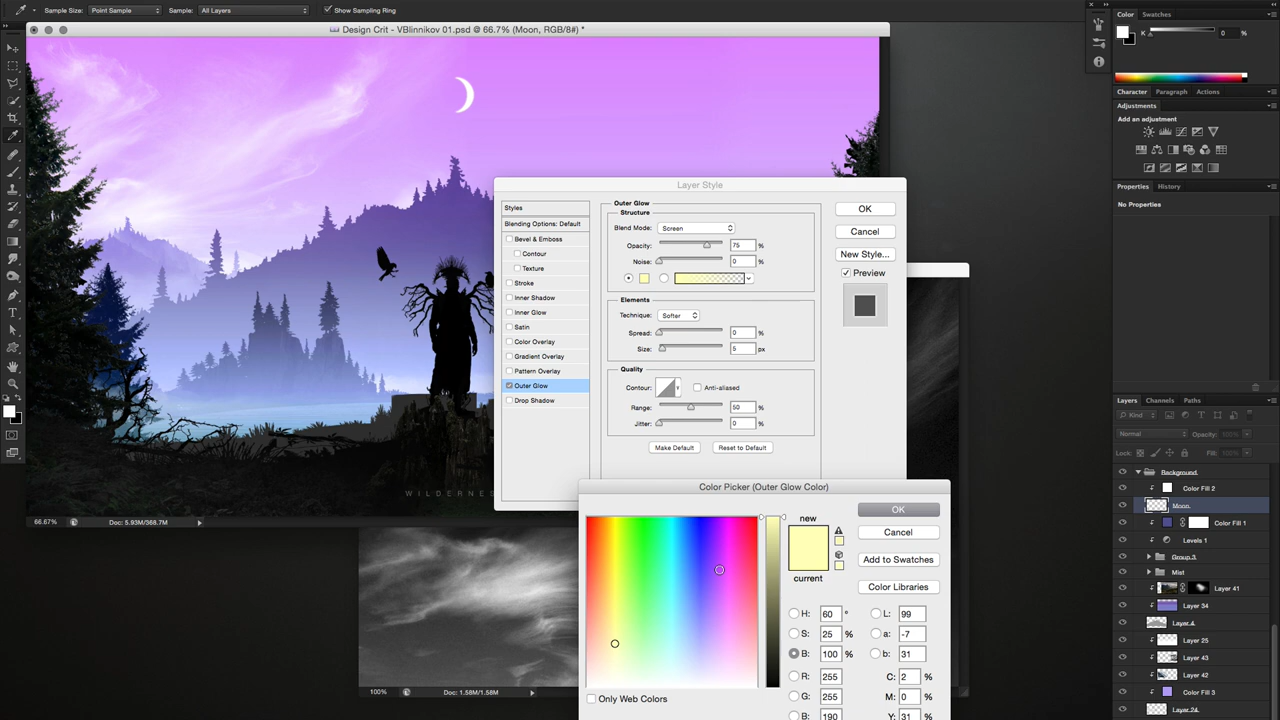 Sample Size: Point Sample Sample: All Layers Show Sampling Ring
Design Crit - VBlinnikov 01.psd @ 66.7% (Moon, RGB/8#) *
WILDERNES
66.67% Doc: 5.93M/368.7M
100% Doc: 1.58M/1.58M
Layer Style
Styles
Blending Options: Default
Bevel & Emboss
Contour
Texture
Stroke
Inner Shadow
Inner Glow
Satin
Color Overlay
Gradient Overlay
Pattern Overlay
Outer Glow
Drop Shadow
Outer Glow
Structure
Blend Mode: Screen
Opacity: 75 %
Noise: 0 %
Elements
Technique: Softer
Spread: 0 %
Size: 5 px
Quality
Contour: Anti-aliased
Range: 50 %
Jitter: 0 %
Make Default Reset to Default
OK
Cancel
New Style...
Preview
Color Picker (Outer Glow Color)
new
current
OK
Cancel
Add to Swatches
Color Libraries
H: 60 ° L: 99
S: 25 % a: -7
B: 100 % b: 31
R: 255 C: 2 %
G: 255 M: 0 %
B: 190 Y: 31 %
Only Web Colors
Color Swatches
K 0 %
Character Paragraph Actions
Adjustments
Add an adjustment
Properties History
No Properties
Layers Channels Paths
Kind
Normal Opacity: 100%
Lock: Fill: 100%
Background
Color Fill 2
Moon
Color Fill 1
Levels 1
Group 3
Mist
Layer 41
Layer 34
Layer 4
Layer 25
Layer 43
Layer 42
Color Fill 3
Layer 24